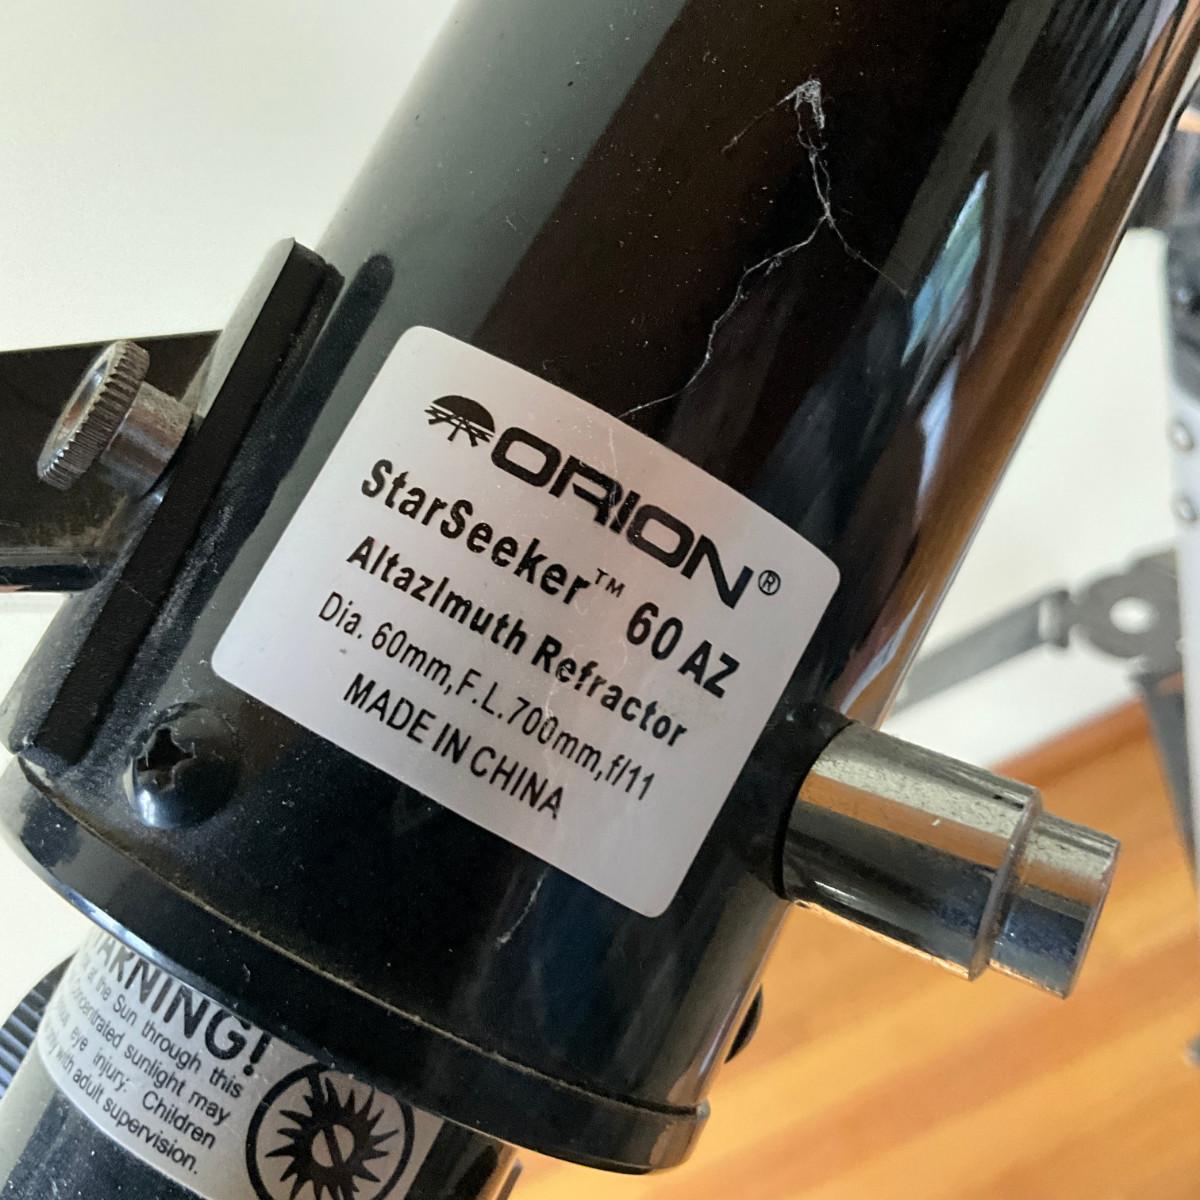 ORION®
StarSeeker™ 60 AZ
AltazImuth Refractor
Dia. 60mm,F.L.700mm,f/11
MADE IN CHINA
WARNING!
at the Sun through this
Concentrated sunlight may
eye injury. Children
with adult supervision.